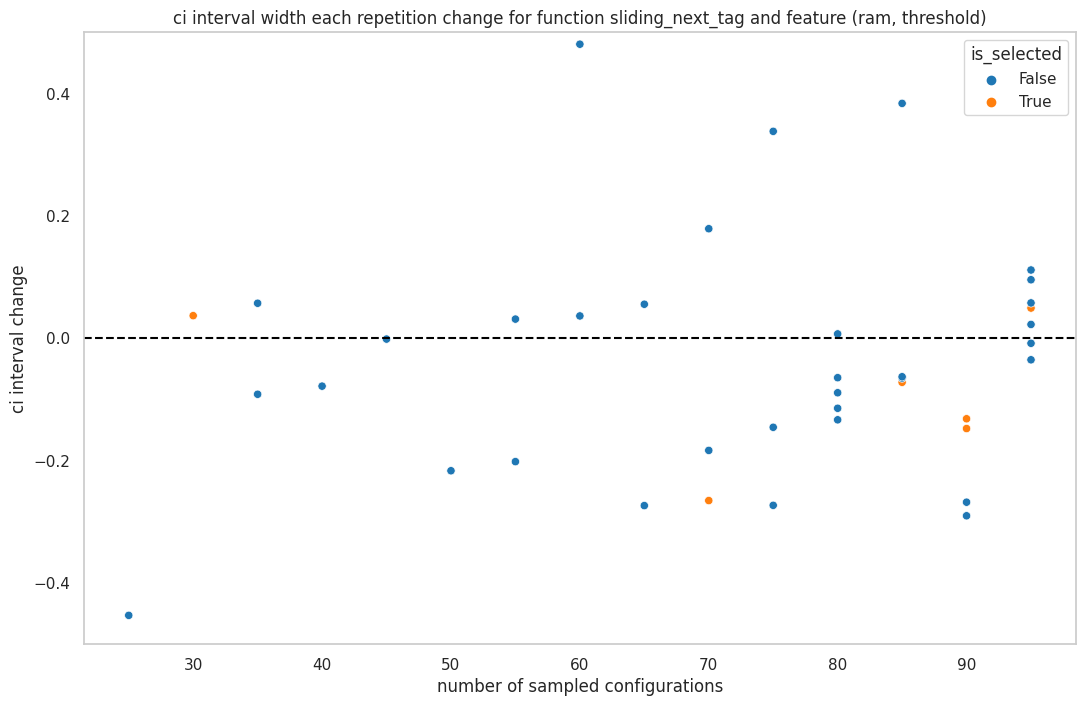 ci interval width each repetition change for function sliding_next_tag and feature (ram, threshold)
is_selected
False
True
ci interval change
0.4
0.2
0.0
−0.2
−0.4
30 40 50 60 70 80 90
number of sampled configurations